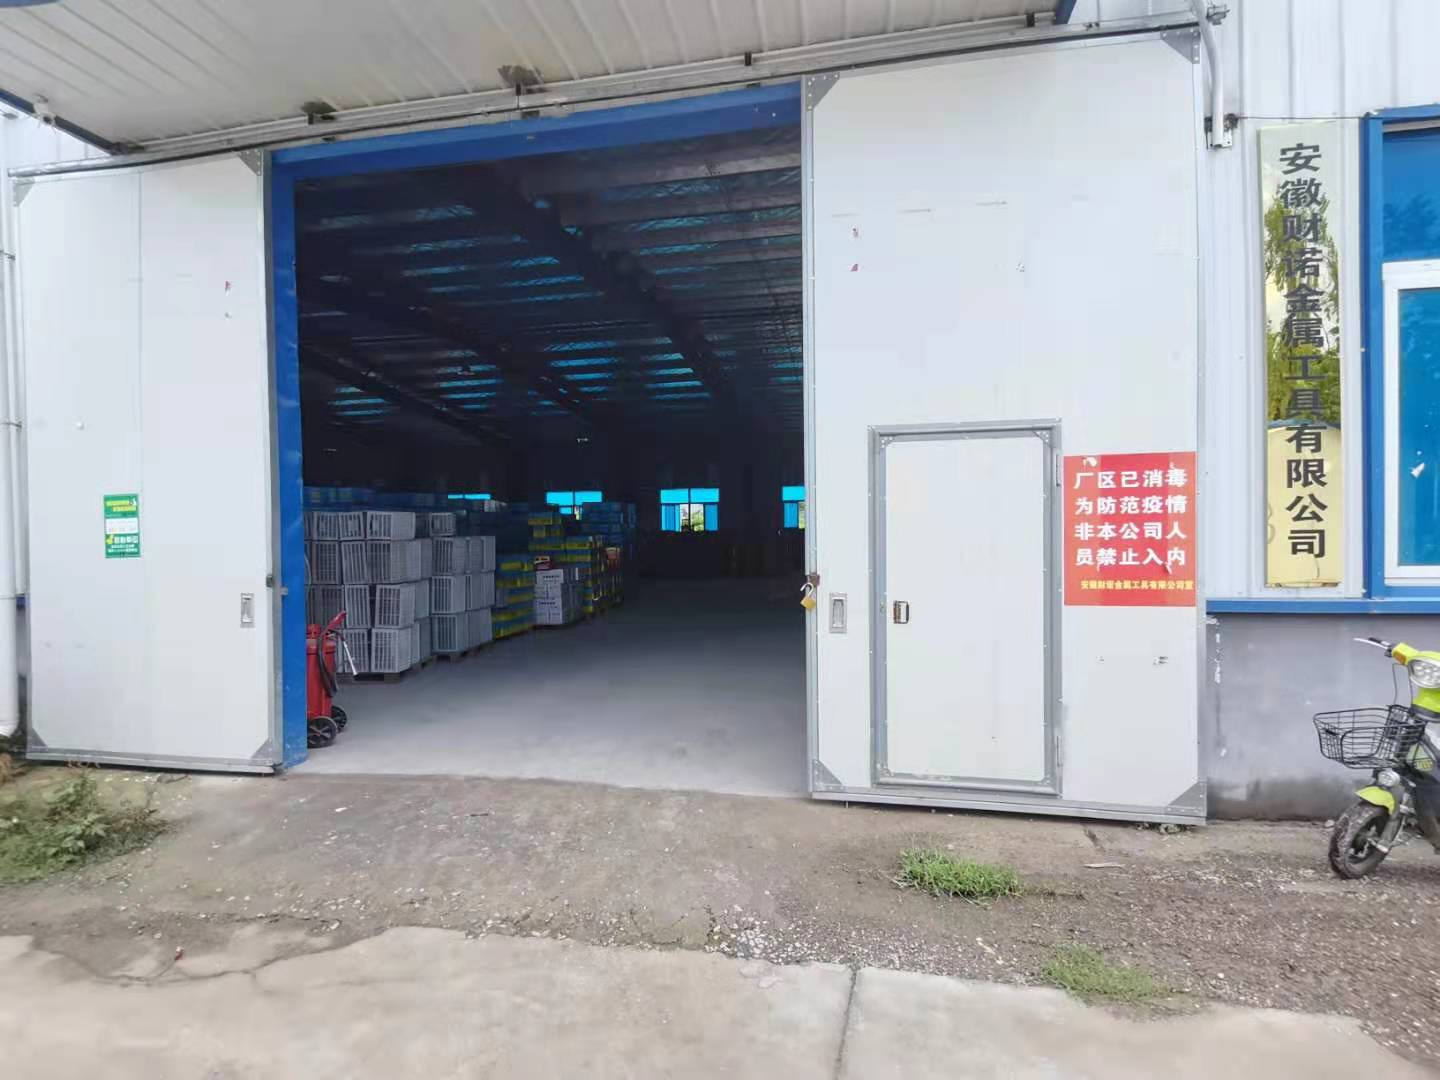 安徽财诺金属工具有限公司
厂区已消毒
为防范疫情
非本公司人
员禁止入内
安徽财诺金属工具有限公司宣